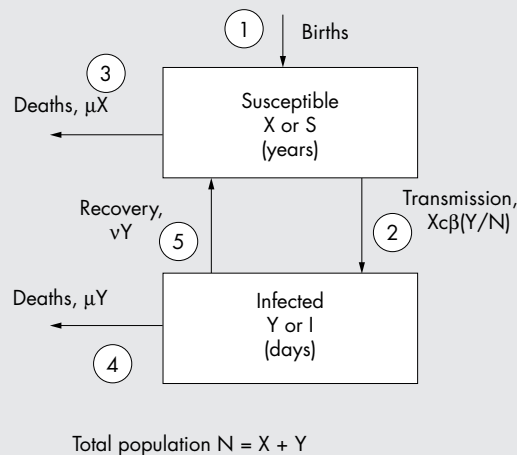 1
Births
3
Deaths, μX
Susceptible
X or S
(years)
Recovery,
νY
5
Transmission,
Xcβ(Y/N)
2
Deaths, μY
4
Infected
Y or I
(days)
Total population N = X + Y